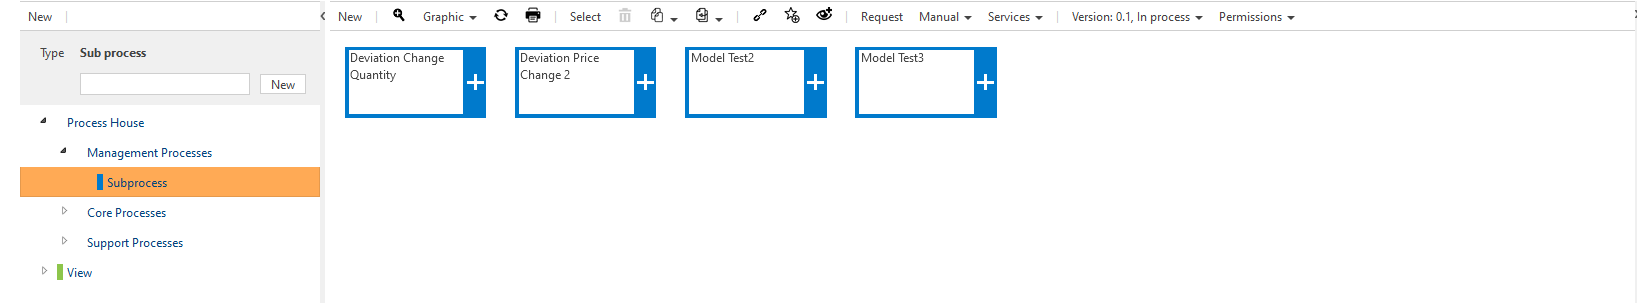 New
New Graphic Select Request Manual Services Version: 0.1, In process Permissions
Type Sub process
New
Process House
Management Processes
Subprocess
Core Processes
Support Processes
View
Deviation Change
Quantity
Deviation Price
Change 2
Model Test2
Model Test3